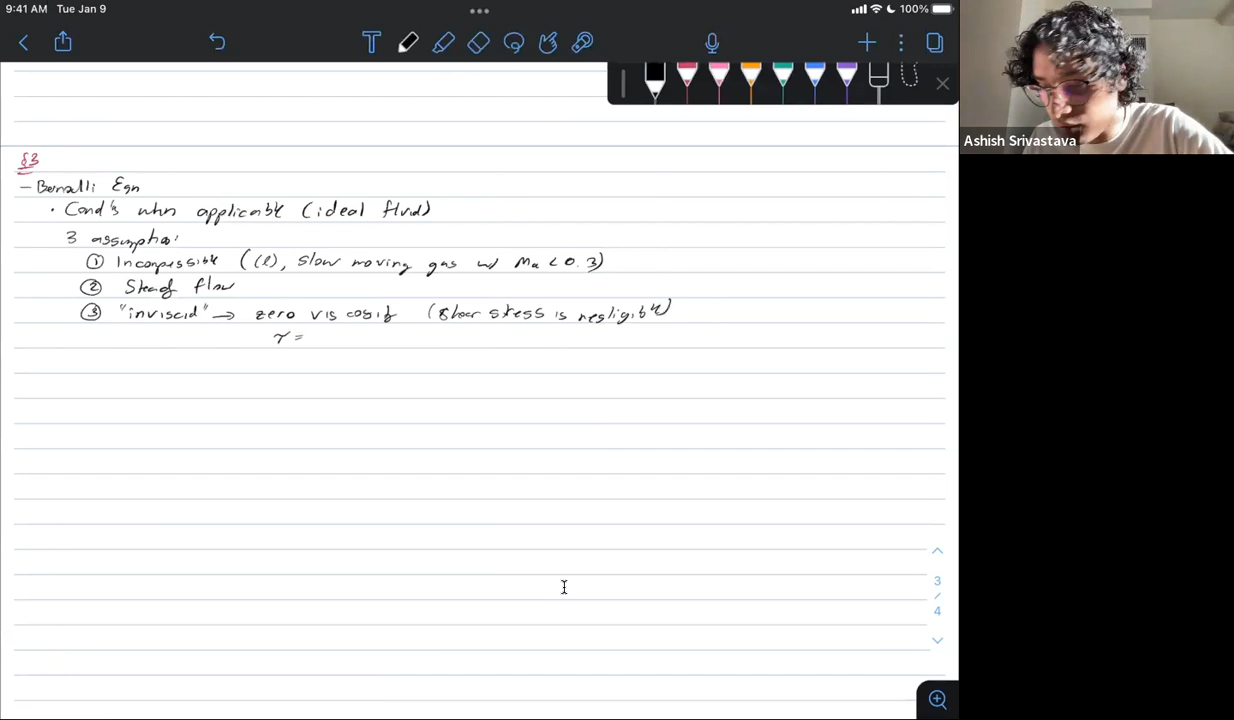 9:41 AM Tue Jan 9
100%
Ashish Srivastava
§3
- Bernoulli Eqn
• Cond's when applicable (ideal fluid)
3 assumption:
① Incompressible ((l), slow moving gas w/ Ma < 0.3)
② Steady flow
③ "inviscid" → zero viscosity (shear stress is negligible)
τ =
3
/
4